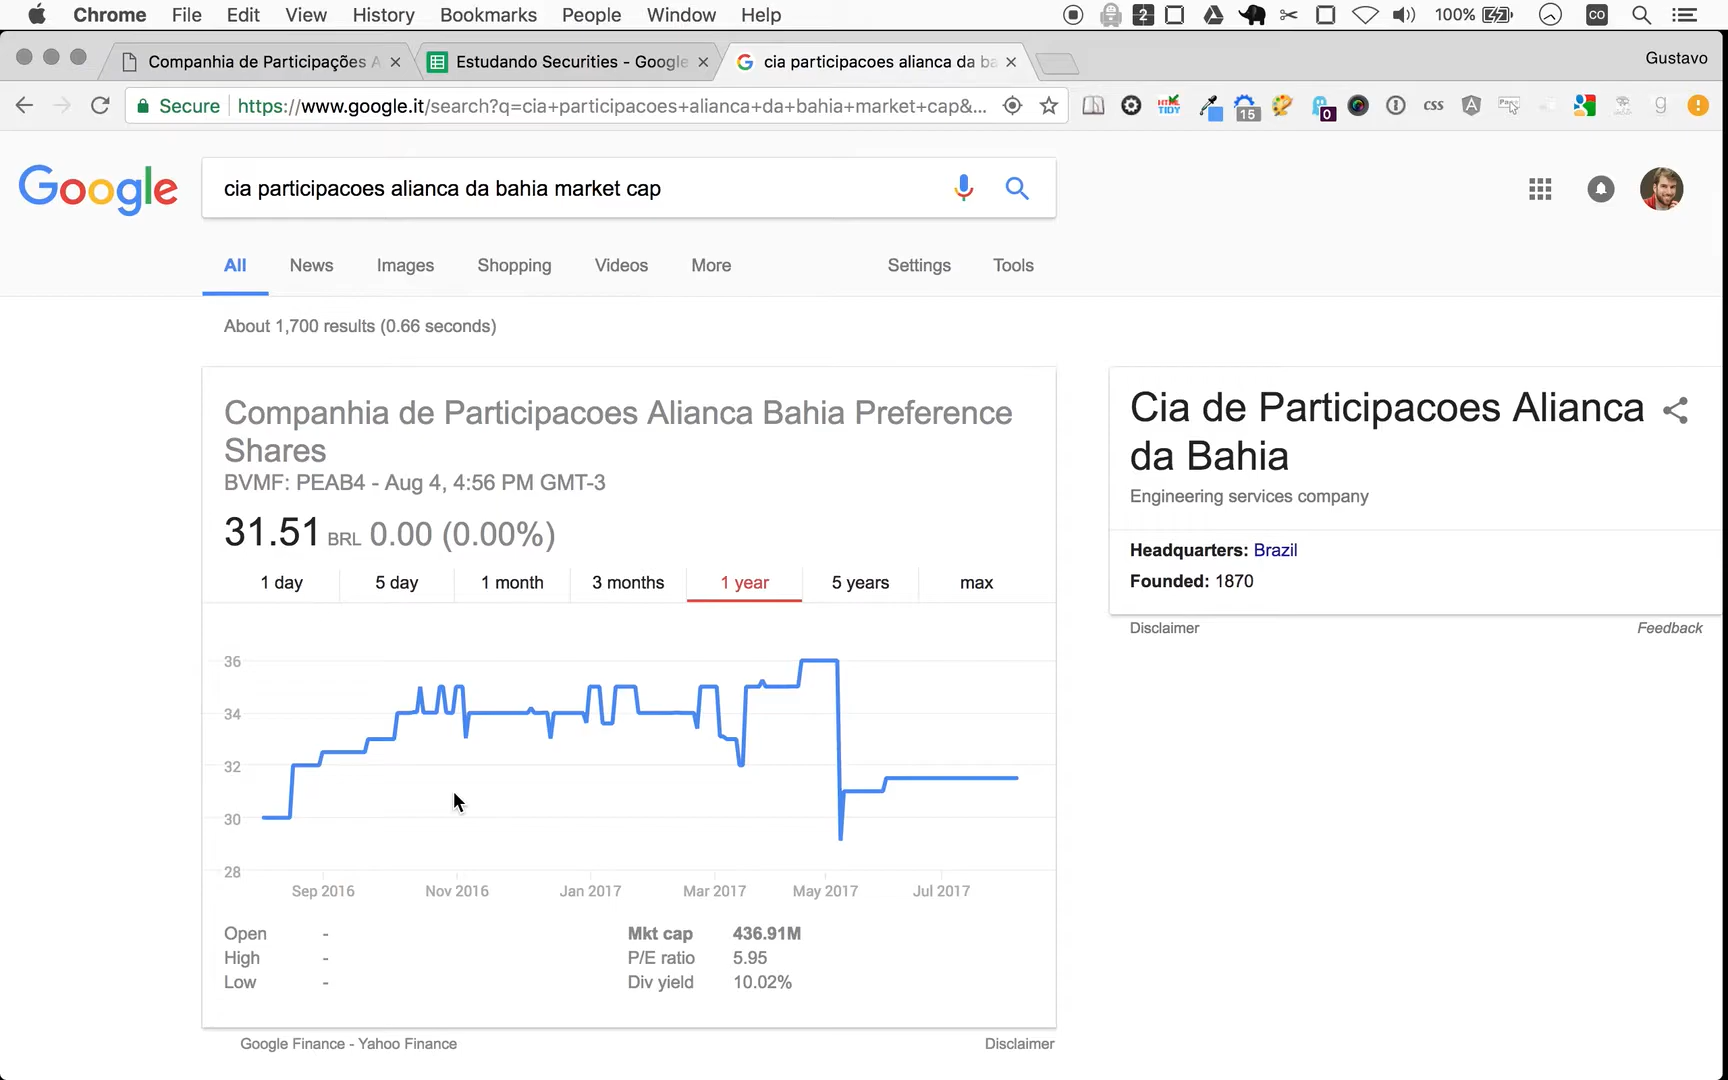 Chrome File Edit View History Bookmarks People Window Help 2 100% CO
Companhia de Participações A Estudando Securities - Google cia participacoes alianca da ba Gustavo
Secure https://www.google.it/search?q=cia+participacoes+alianca+da+bahia+market+cap&... TIDY 15 0 css g
Google cia participacoes alianca da bahia market cap
All News Images Shopping Videos More Settings Tools
About 1,700 results (0.66 seconds)
Companhia de Participacoes Alianca Bahia Preference
Shares
BVMF: PEAB4 - Aug 4, 4:56 PM GMT-3
31.51 BRL 0.00 (0.00%)
1 day 5 day 1 month 3 months 1 year 5 years max
36
34
32
30
28
Sep 2016 Nov 2016 Jan 2017 Mar 2017 May 2017 Jul 2017
Open - Mkt cap 436.91M
High - P/E ratio 5.95
Low - Div yield 10.02%
Google Finance - Yahoo Finance Disclaimer
Cia de Participacoes Alianca
da Bahia
Engineering services company
Headquarters: Brazil
Founded: 1870
Disclaimer Feedback